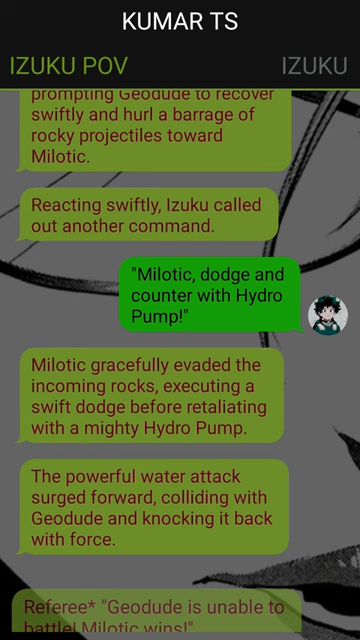 KUMAR TS
IZUKU POV
IZUKU
prompting Geodude to recover
swiftly and hurl a barrage of
rocky projectiles toward
Milotic.
Reacting swiftly, Izuku called
out another command.
"Milotic, dodge and
counter with Hydro
Pump!"
Milotic gracefully evaded the
incoming rocks, executing a
swift dodge before retaliating
with a mighty Hydro Pump.
The powerful water attack
surged forward, colliding with
Geodude and knocking it back
with force.
Referee* "Geodude is unable to
battle! Milotic wins!"